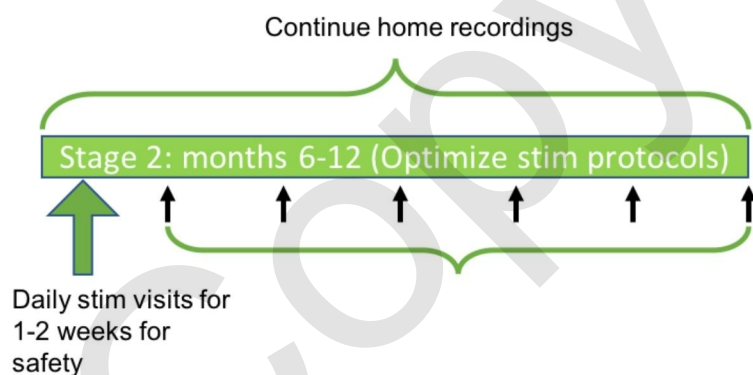 Continue home recordings
Stage 2: months 6-12 (Optimize stim protocols)
Daily stim visits for
1-2 weeks for
safety
Copy